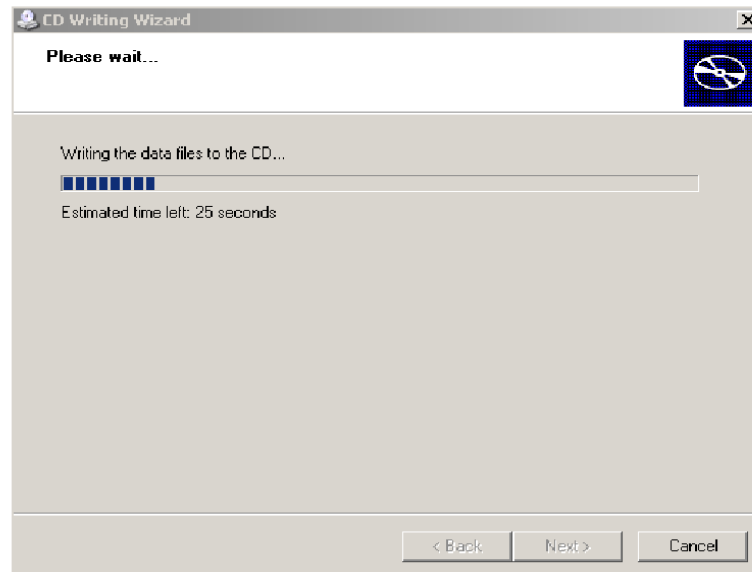 CD Writing Wizard
Please wait...
Writing the data files to the CD...
Estimated time left: 25 seconds
< Back
Next >
Cancel